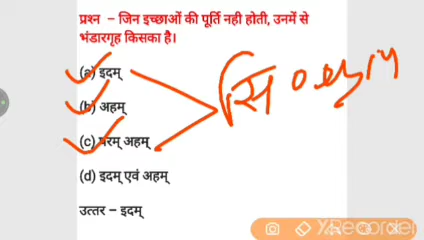 प्रश्न – जिन इच्छाओं की पूर्ति नही होती, उनमें से
भंडारगृह किसका है।
(a) इदम्
(b) अहम्
(c) परम् अहम्
(d) इदम् एवं अहम्
उत्तर – इदम्
XRecorder